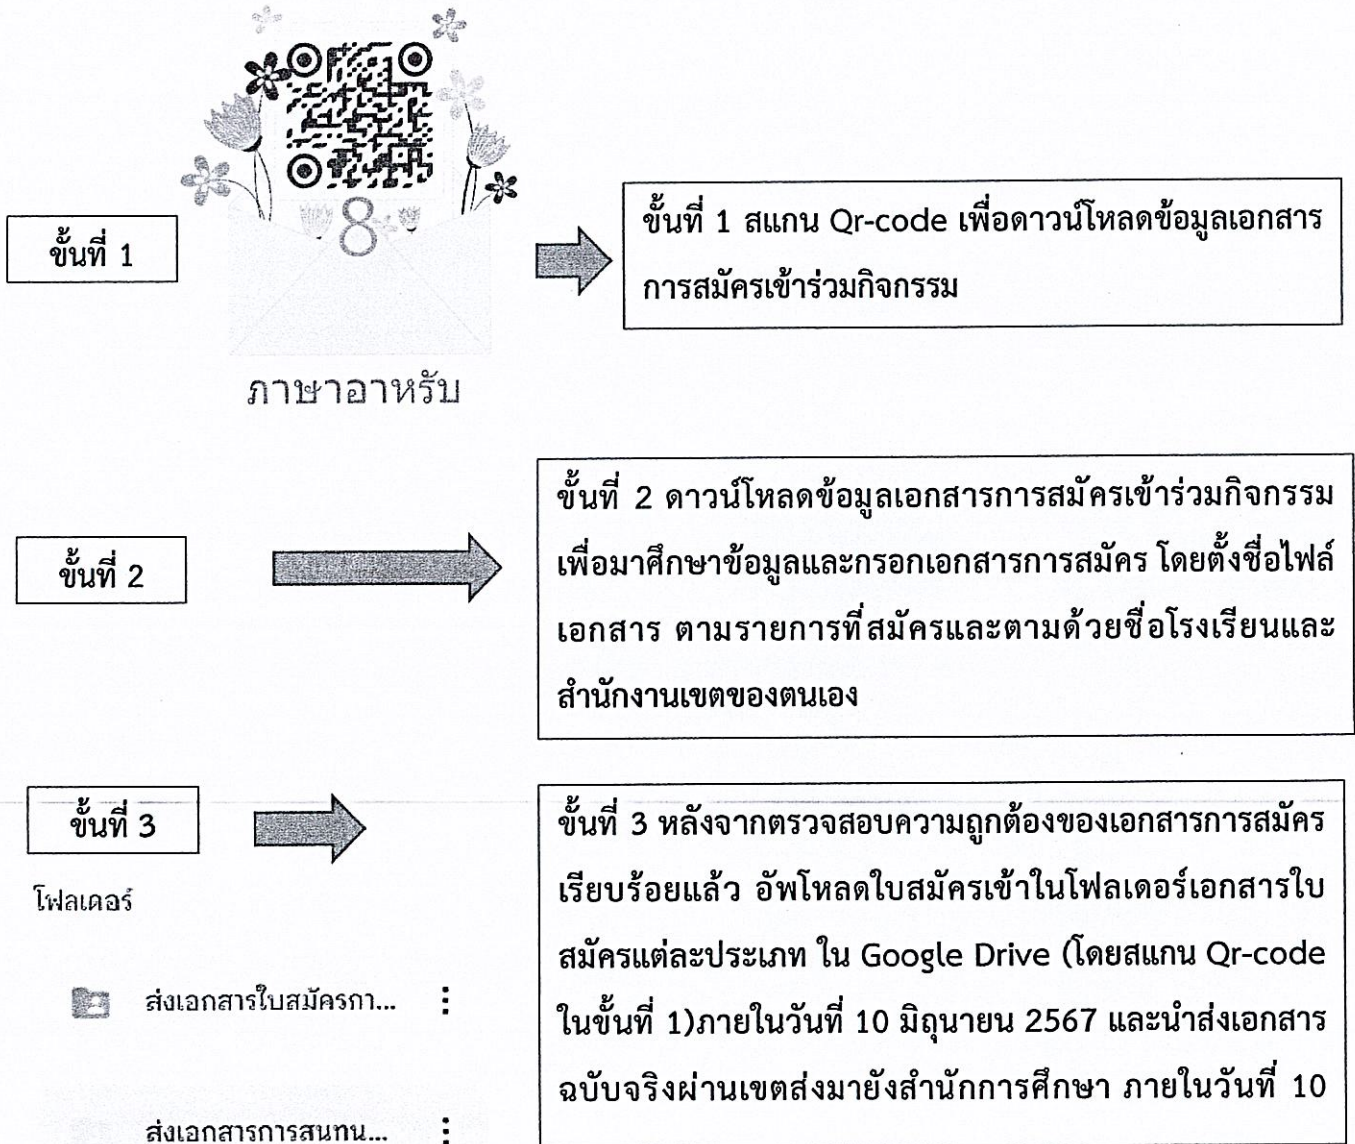 8
ขั้นที่ 1
ขั้นที่ 1 สแกน Qr-code เพื่อดาวน์โหลดข้อมูลเอกสาร
การสมัครเข้าร่วมกิจกรรม
ภาษาอาหรับ
ขั้นที่ 2
ขั้นที่ 2 ดาวน์โหลดข้อมูลเอกสารการสมัครเข้าร่วมกิจกรรม
เพื่อมาศึกษาข้อมูลและกรอกเอกสารการสมัคร โดยตั้งชื่อไฟล์
เอกสาร ตามรายการที่สมัครและตามด้วยชื่อโรงเรียนและ
สำนักงานเขตของตนเอง
ขั้นที่ 3
โฟลเดอร์
ส่งเอกสารใบสมัครกา...
ส่งเอกสารการสนทน...
ขั้นที่ 3 หลังจากตรวจสอบความถูกต้องของเอกสารการสมัคร
เรียบร้อยแล้ว อัพโหลดใบสมัครเข้าในโฟลเดอร์เอกสารใบ
สมัครแต่ละประเภท ใน Google Drive (โดยสแกน Qr-code
ในขั้นที่ 1)ภายในวันที่ 10 มิถุนายน 2567 และนำส่งเอกสาร
ฉบับจริงผ่านเขตส่งมายังสำนักการศึกษา ภายในวันที่ 10